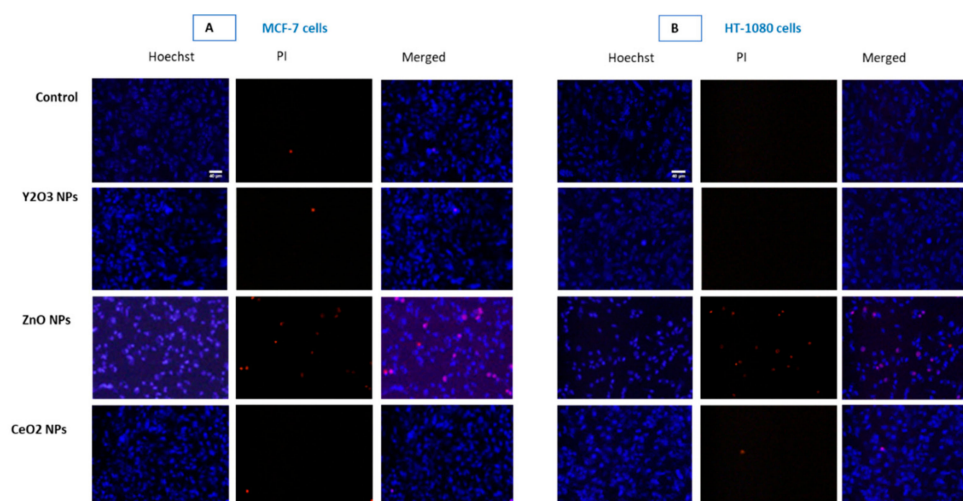 A MCF-7 cells B HT-1080 cells
Hoechst PI Merged Hoechst PI Merged
Control
Y2O3 NPs
ZnO NPs
CeO2 NPs